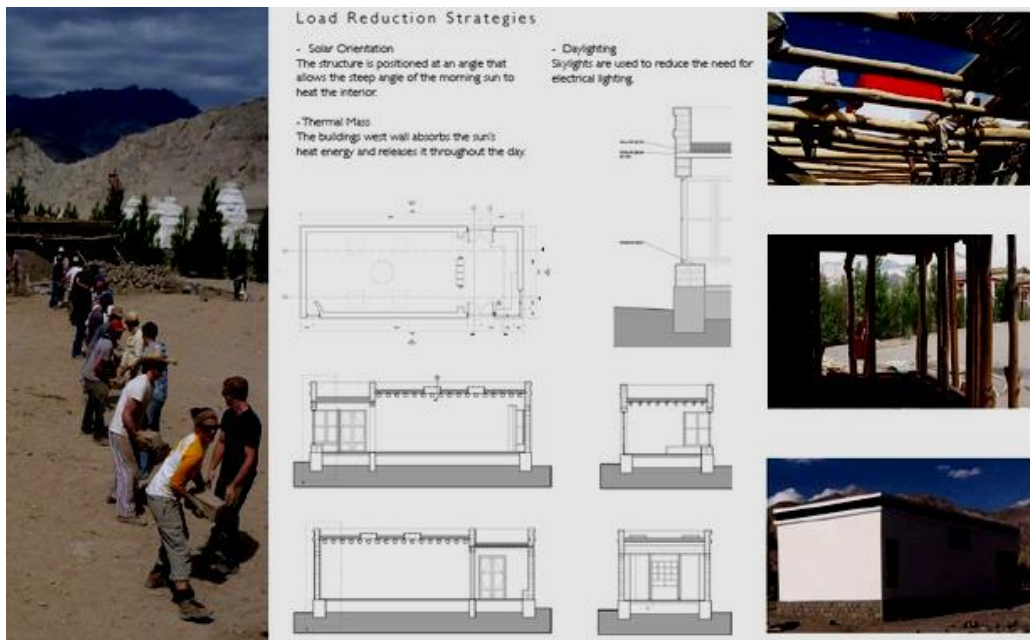 Load Reduction Strategies
- Solar Orientation
The structure is positioned at an angle that
allows the steep angle of the morning sun to
heat the interior.
-Thermal Mass
The buildings west wall absorbs the sun's
heat energy and releases it throughout the day.
- Daylighting
Skylights are used to reduce the need for
electrical lighting.